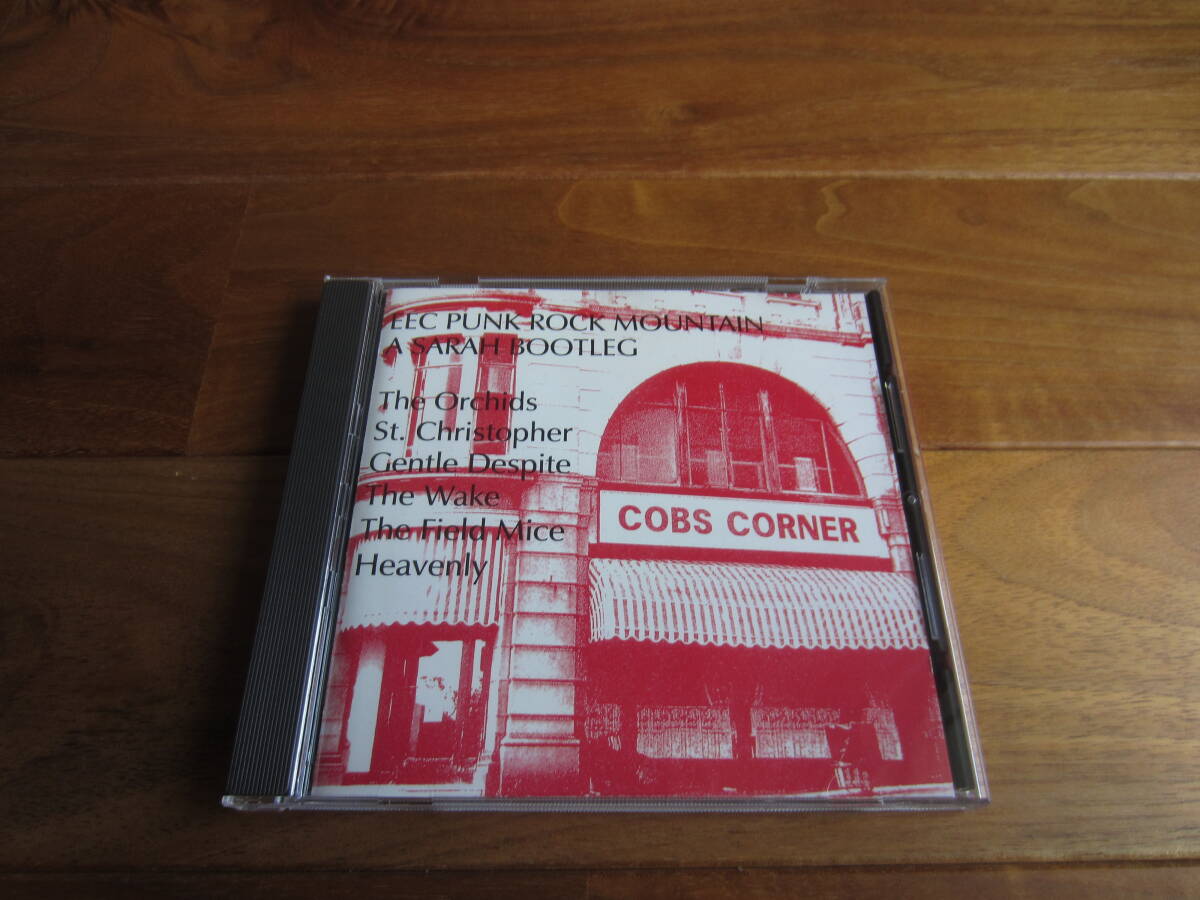 EEC PUNK ROCK MOUNTAIN
A SARAH BOOTLEG
The Orchids
St. Christopher
Gentle Despite
The Wake
The Field Mice
Heavenly
COBS CORNER